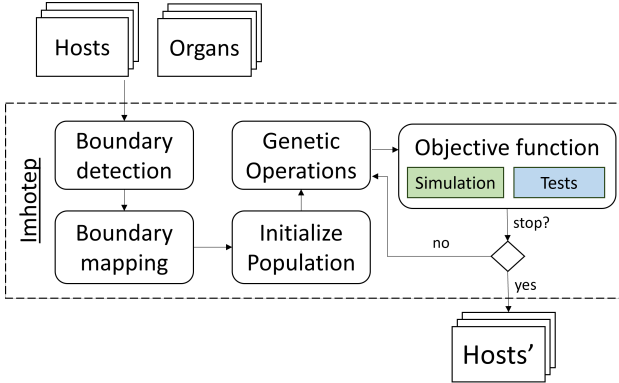 Hosts
Organs
Imhotep
Boundary
detection
Boundary
mapping
Genetic
Operations
Initialize
Population
Objective function
Simulation
Tests
stop?
no
yes
Hosts’